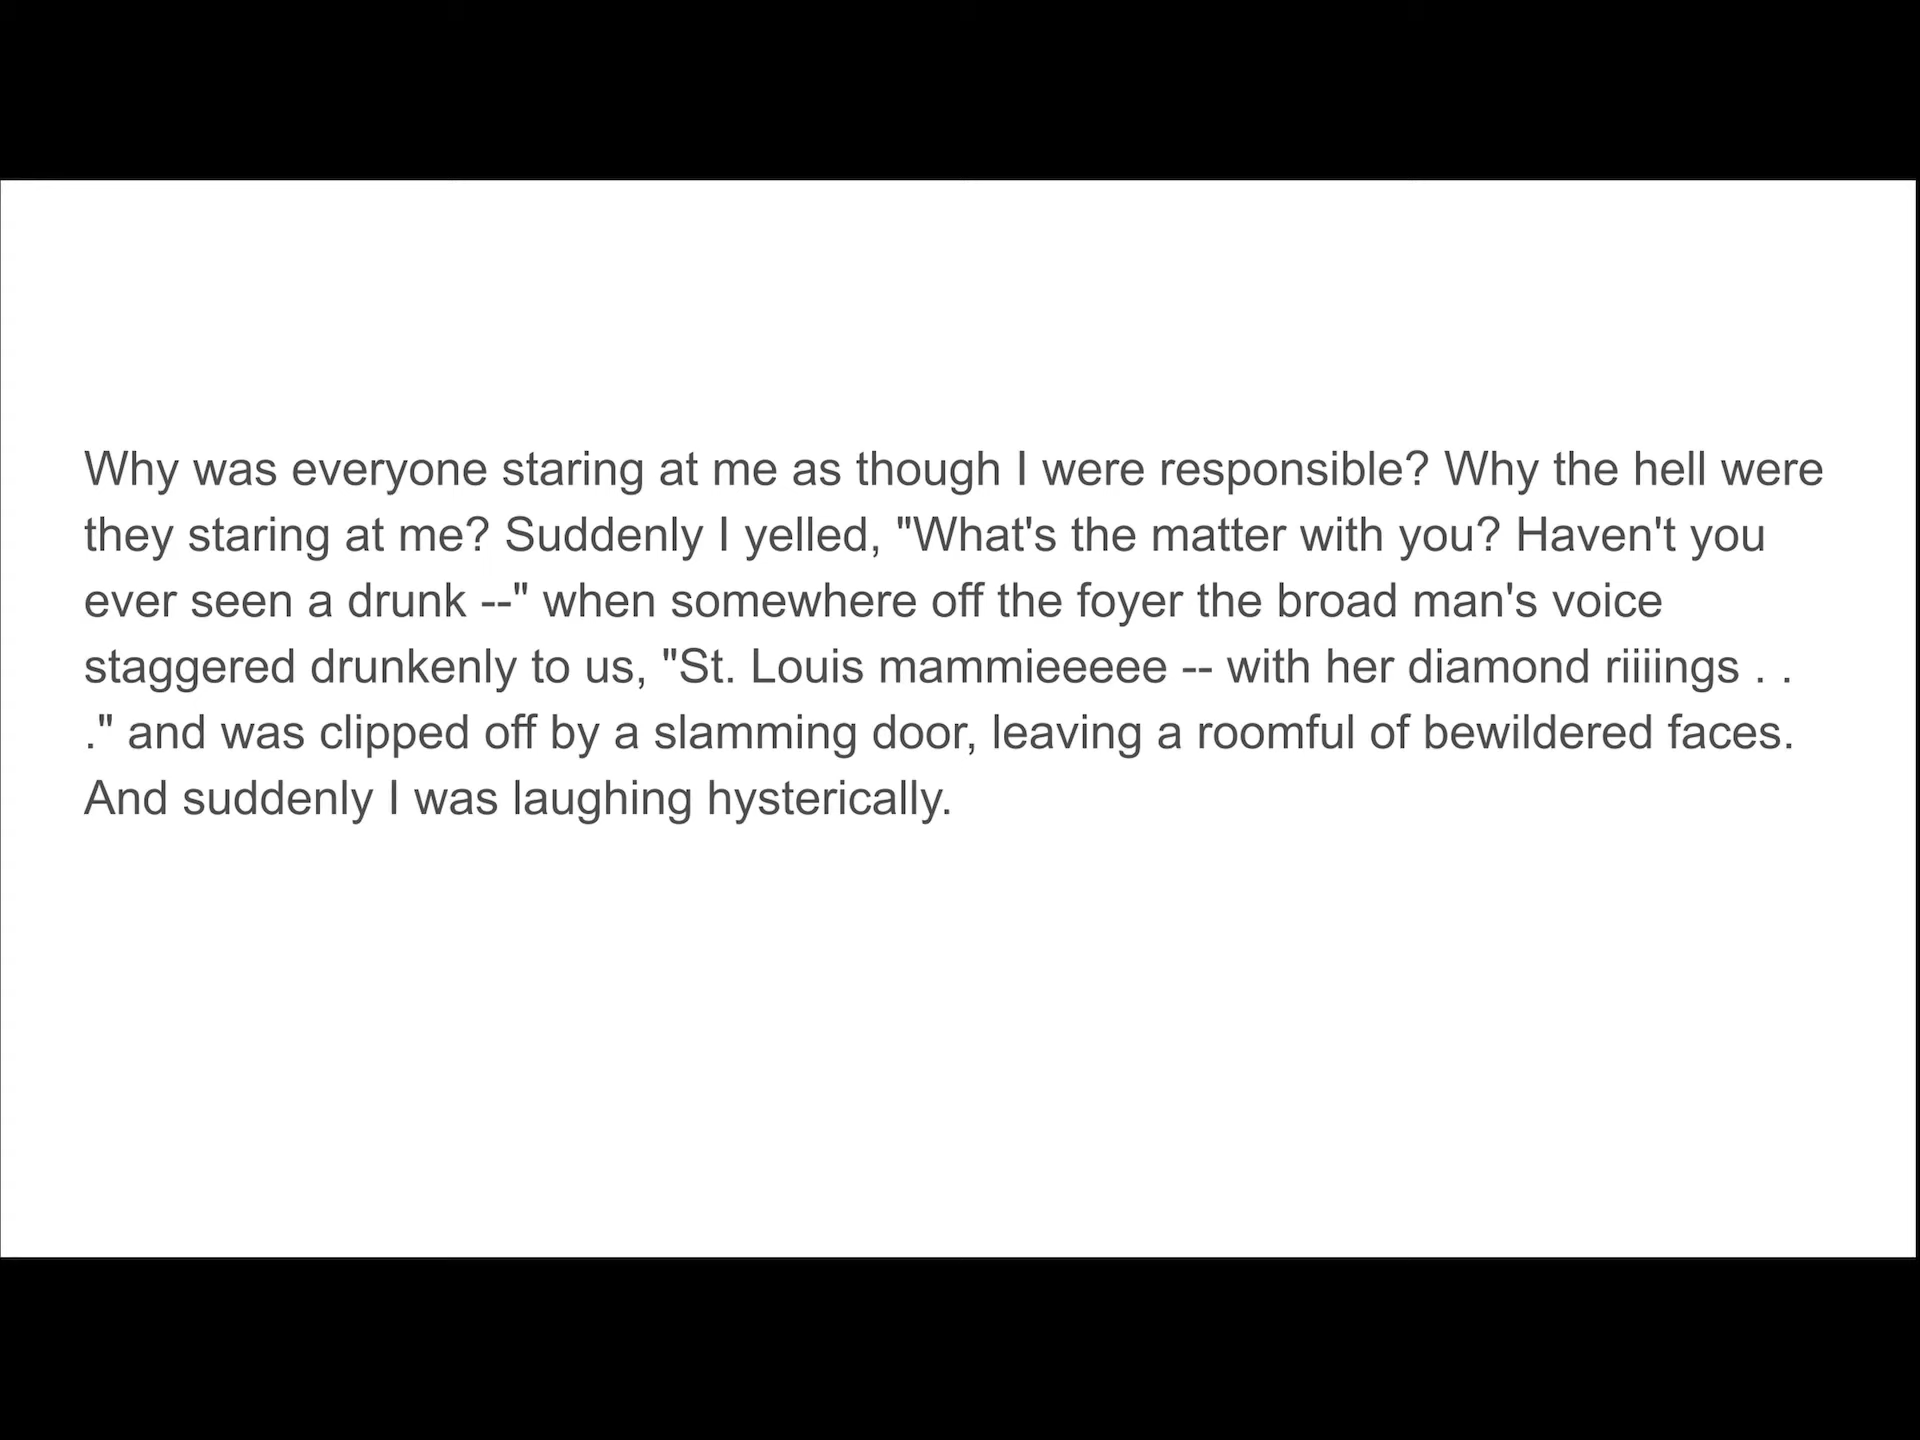 Why was everyone staring at me as though I were responsible? Why the hell were
they staring at me? Suddenly I yelled, "What's the matter with you? Haven't you
ever seen a drunk --" when somewhere off the foyer the broad man's voice
staggered drunkenly to us, "St. Louis mammieeeee -- with her diamond riiiings . .
." and was clipped off by a slamming door, leaving a roomful of bewildered faces.
And suddenly I was laughing hysterically.